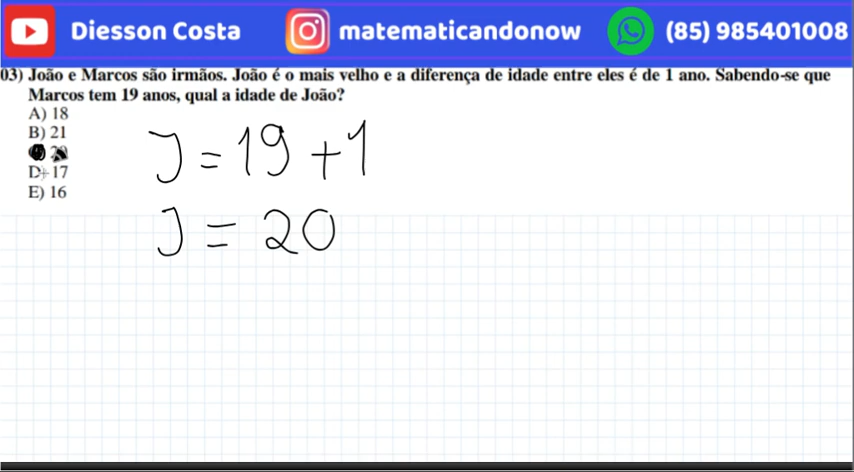 Diesson Costa matematicandonow (85) 985401008
03) João e Marcos são irmãos. João é o mais velho e a diferença de idade entre eles é de 1 ano. Sabendo-se que
Marcos tem 19 anos, qual a idade de João?
A) 18
B) 21
D) 17
E) 16
J = 19 + 1
J = 20